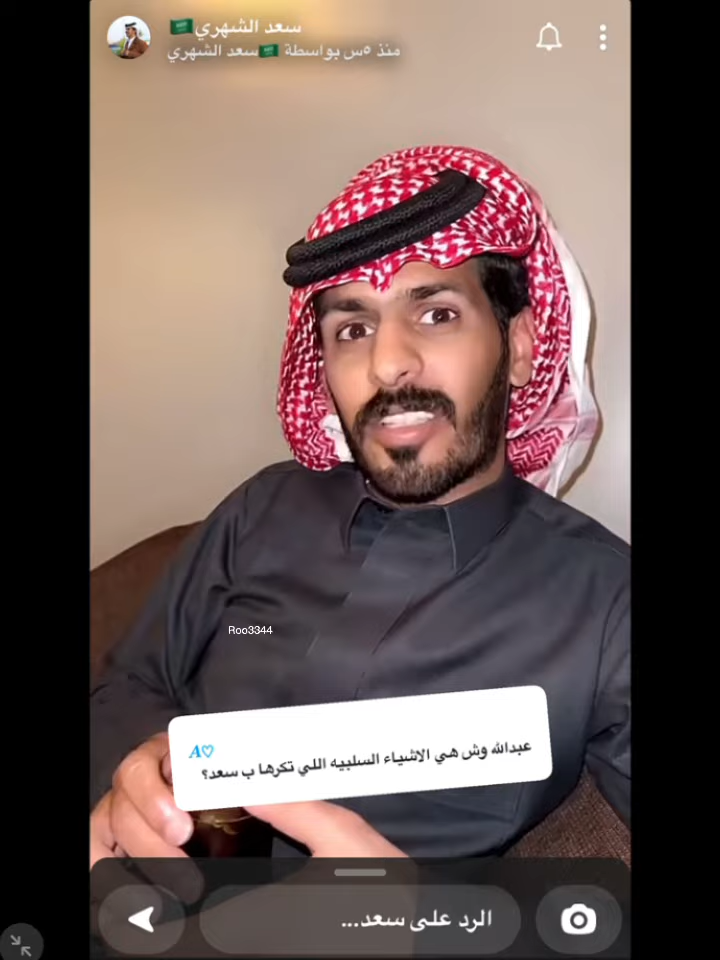 سعد الشهري🇸🇦
منذ ٥س بواسطة 🇸🇦سعد الشهري
Roo3344
A♡
عبدالله وش هي الاشياء السلبيه اللي تكرها ب سعد؟
الرد على سعد...